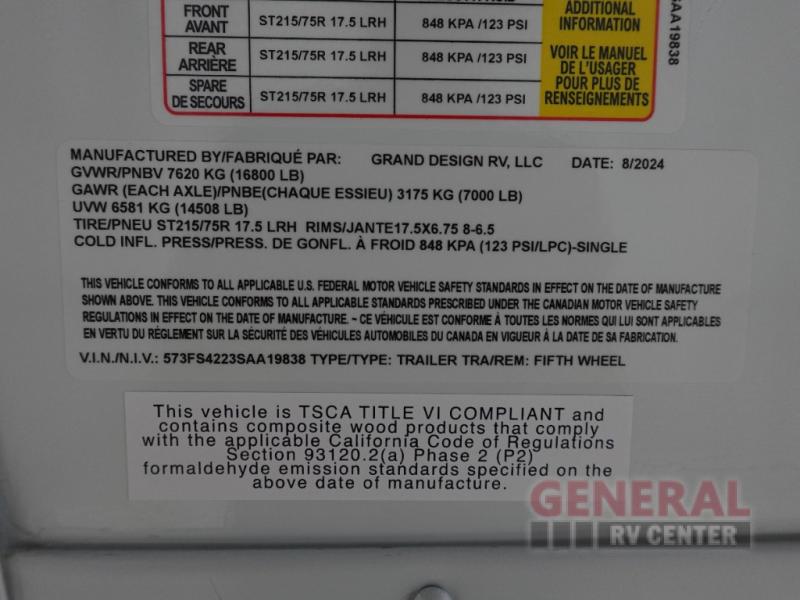 ADDITIONAL
FRONT
AVANT
ST215/75R 17.5 LRH
848 KPA /123 PSI
INFORMATION
REAR
ARRIÈRE
ST215/75R 17.5 LRH
848 KPA /123 PSI
VOIR LE MANUEL
DE L'USAGER
POUR PLUS DE
RENSEIGNEMENTS
SPARE
DE SECOURS
ST215/75R 17.5 LRH
848 KPA /123 PSI
SAA19838
MANUFACTURED BY/FABRIQUÉ PAR: GRAND DESIGN RV, LLC DATE: 8/2024
GVWR/PNBV 7620 KG (16800 LB)
GAWR (EACH AXLE)/PNBE(CHAQUE ESSIEU) 3175 KG (7000 LB)
UVW 6581 KG (14508 LB)
TIRE/PNEU ST215/75R 17.5 LRH RIMS/JANTE17.5X6.75 8-6.5
COLD INFL. PRESS/PRESS. DE GONFL. À FROID 848 KPA (123 PSI/LPC)-SINGLE
THIS VEHICLE CONFORMS TO ALL APPLICABLE U.S. FEDERAL MOTOR VEHICLE SAFETY STANDARDS IN EFFECT ON THE DATE OF MANUFACTURE
SHOWN ABOVE. THIS VEHICLE CONFORMS TO ALL APPLICABLE STANDARDS PRESCRIBED UNDER THE CANADIAN MOTOR VEHICLE SAFETY
REGULATIONS IN EFFECT ON THE DATE OF MANUFACTURE. ~ CE VÉHICULE EST CONFORME À TOUTES LES NORMES QUI LUI SONT APPLICABLES
EN VERTU DU RÈGLEMENT SUR LA SÉCURITÉ DES VÉHICULES AUTOMOBILES DU CANADA EN VIGUEUR À LA DATE DE SA FABRICATION.
V.I.N./N.I.V.: 573FS4223SAA19838 TYPE/TYPE: TRAILER TRA/REM: FIFTH WHEEL
This vehicle is TSCA TITLE VI COMPLIANT and
contains composite wood products that comply
with the applicable California Code of Regulations
Section 93120.2(a) Phase 2 (P2)
formaldehyde emission standards specified on the
above date of manufacture.
GENERAL
RV CENTER